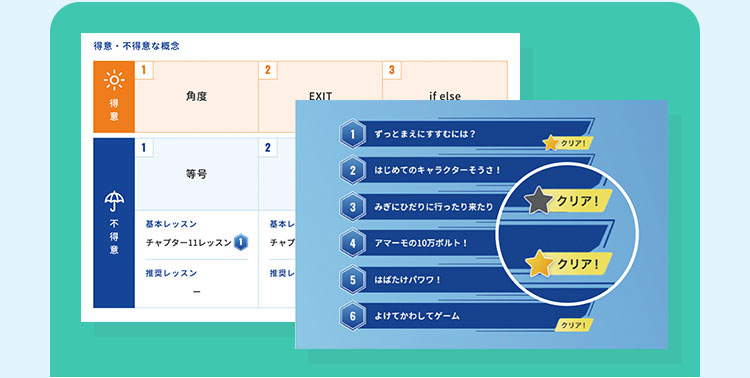 得意・不得意な概念
得意
1
角度
2
EXIT
3
if else
不得意
1
等号
基本レッスン
チャプター11レッスン 1
推奨レッスン
—
2
基本レ
チャプ
推奨レ
1 ずっとまえにすすむには？
クリア！
2 はじめてのキャラクターそうさ！
3 みぎにひだりに行ったり来たり
クリア！
4 アマーモの10万ボルト！
クリア！
5 はばたけパワワ！
6 よけてかわしてゲーム
クリア！